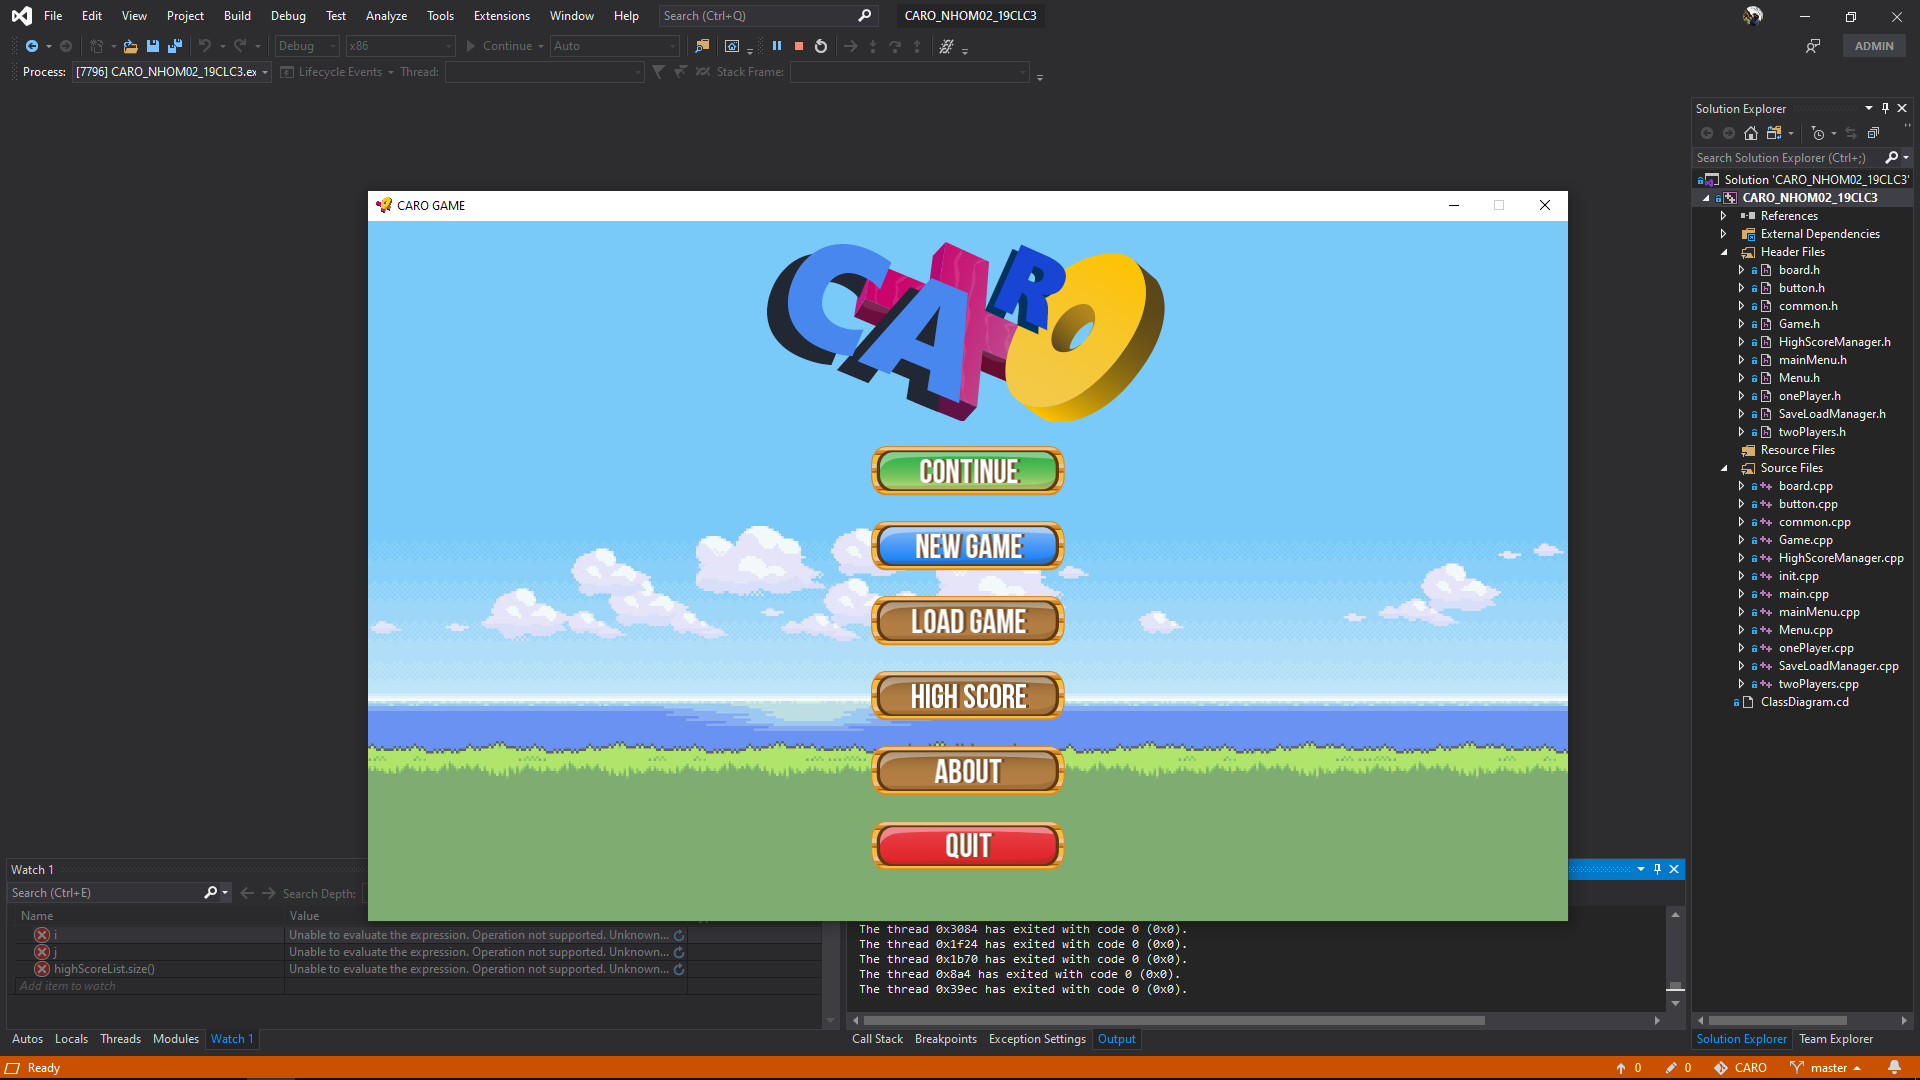 File Edit View Project Build Debug Test Analyze Tools Extensions Window Help Search (Ctrl+Q) CARO_NHOM02_19CLC3
Debug x86 Continue Auto ADMIN
Process: [7796] CARO_NHOM02_19CLC3.ex Lifecycle Events Thread: Stack Frame:
Solution Explorer
Search Solution Explorer (Ctrl+;)
Solution 'CARO_NHOM02_19CLC3'
CARO_NHOM02_19CLC3
References
External Dependencies
Header Files
board.h
button.h
common.h
Game.h
HighScoreManager.h
mainMenu.h
Menu.h
onePlayer.h
SaveLoadManager.h
twoPlayers.h
Resource Files
Source Files
board.cpp
button.cpp
common.cpp
Game.cpp
HighScoreManager.cpp
init.cpp
main.cpp
mainMenu.cpp
Menu.cpp
onePlayer.cpp
SaveLoadManager.cpp
twoPlayers.cpp
ClassDiagram.cd
Solution Explorer Team Explorer
CARO GAME
CARO
CONTINUE
NEW GAME
LOAD GAME
HIGH SCORE
ABOUT
QUIT
Watch 1
Search (Ctrl+E) Search Depth:
Name Value
i Unable to evaluate the expression. Operation not supported. Unknown...
j Unable to evaluate the expression. Operation not supported. Unknown...
highScoreList.size() Unable to evaluate the expression. Operation not supported. Unknown...
Add item to watch
Autos Locals Threads Modules Watch 1
The thread 0x3084 has exited with code 0 (0x0).
The thread 0x1f24 has exited with code 0 (0x0).
The thread 0x1b70 has exited with code 0 (0x0).
The thread 0x8a4 has exited with code 0 (0x0).
The thread 0x39ec has exited with code 0 (0x0).
Call Stack Breakpoints Exception Settings Output
Ready 0 0 CARO master